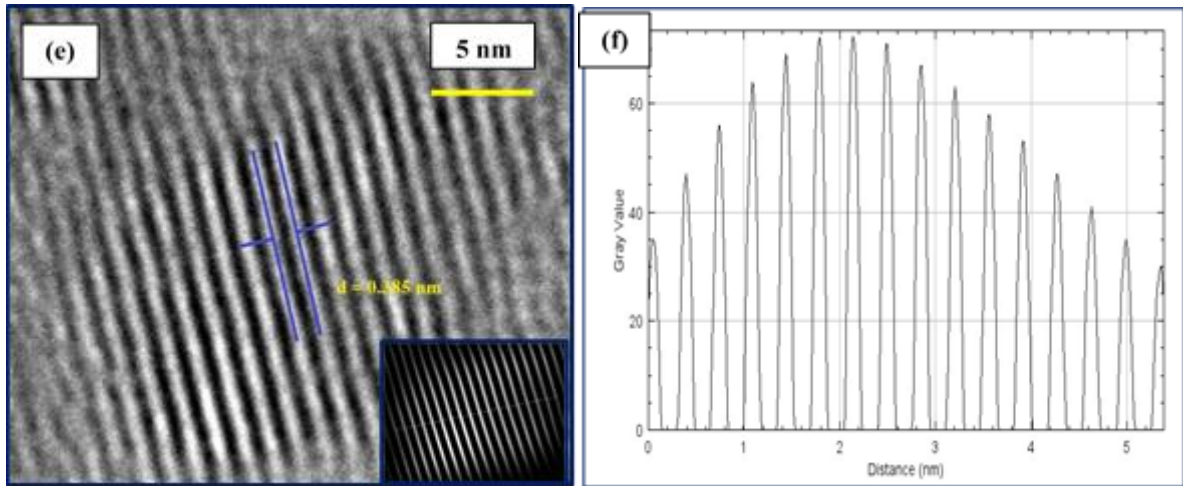 (e)
5 nm
d = 0.385 nm
(f)
60
40
20
0
Gray Value
0
1
2
3
4
5
Distance (nm)